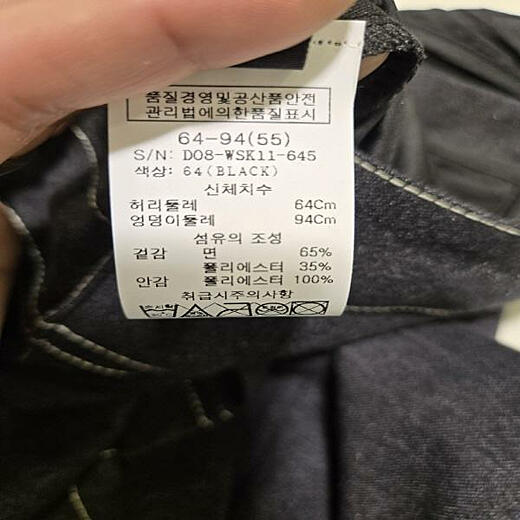 품질경영및공산품안전
관리법에의한품질표시
64-94(55)
S/N: D08-WSK11-645
색상: 64(BLACK)
신체치수
허리둘레 64Cm
엉덩이둘레 94Cm
섬유의 조성
겉감 면 65%
폴리에스터 35%
안감 폴리에스터 100%
취급시주의사항